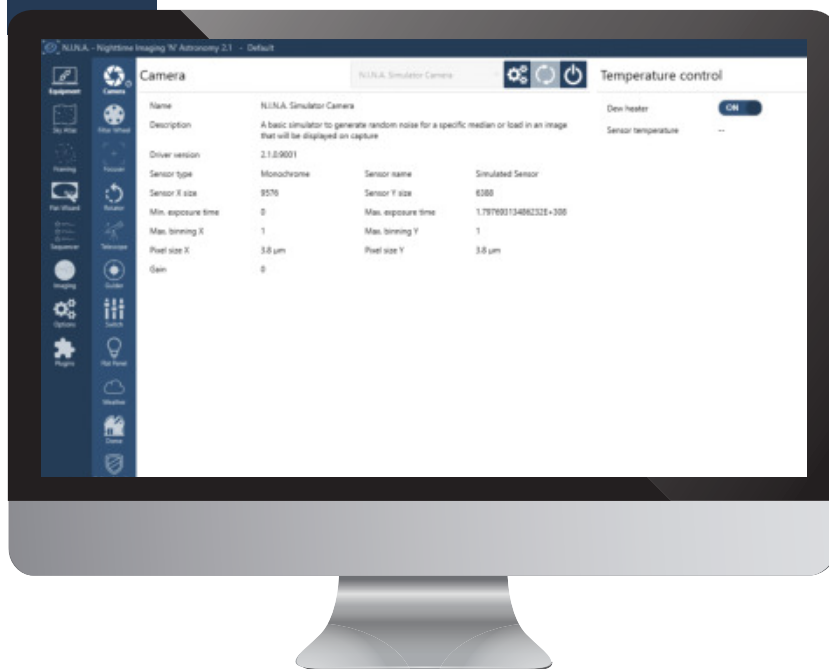 N.I.N.A. - Nighttime Imaging 'N' Astronomy 2.1 - Default
Equipment
Camera
Camera
N.I.N.A. Simulator Camera
Temperature control
Name
N.I.N.A. Simulator Camera
Dew heater
ON
Description
A basic simulator to generate random noise for a specific median or load in an image
that will be displayed on capture
Sensor temperature
--
Sky Atlas
Filter Wheel
Driver version
2.1.0.9001
Sensor type
Monochrome
Sensor name
Simulated Sensor
Framing
Focuser
Sensor X size
9576
Sensor Y size
6388
Flat Wizard
Rotator
Min. exposure time
0
Max. exposure time
1.79769313486232E+308
Max. binning X
1
Max. binning Y
1
Sequencer
Telescope
Pixel size X
3.8 µm
Pixel size Y
3.8 µm
Gain
0
Imaging
Guider
Options
Switch
Plugins
Flat Panel
Weather
Dome